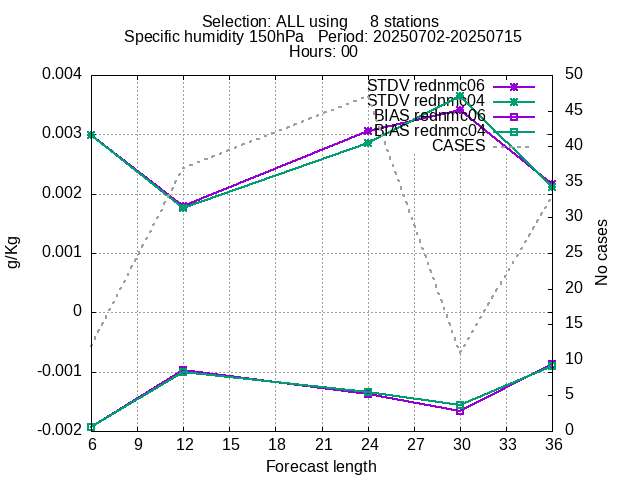 Selection: ALL using     8 stations
Specific humidity 150hPa   Period: 20250702-20250715
Hours: 00
STDV rednmc06
STDV rednmc04
BIAS rednmc06
BIAS rednmc04
CASES
0.004
0.003
0.002
0.001
0
-0.001
-0.002
g/Kg
50
45
40
35
30
25
20
15
10
5
0
No cases
6 9 12 15 18 21 24 27 30 33 36
Forecast length